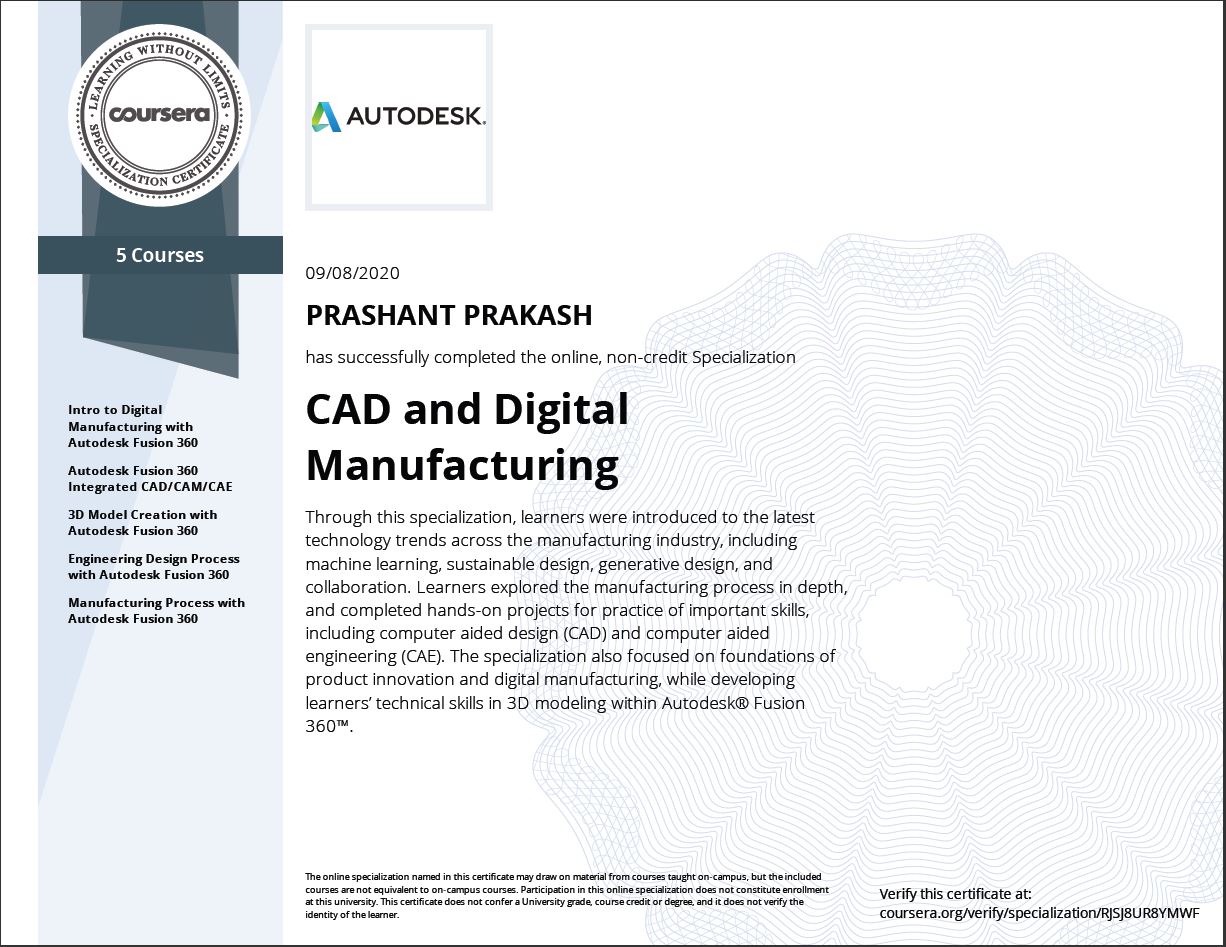 LEARNING WITHOUT LIMITS
coursera
SPECIALIZATION CERTIFICATE
5 Courses
Intro to Digital
Manufacturing with
Autodesk Fusion 360
Autodesk Fusion 360
Integrated CAD/CAM/CAE
3D Model Creation with
Autodesk Fusion 360
Engineering Design Process
with Autodesk Fusion 360
Manufacturing Process with
Autodesk Fusion 360
AUTODESK.
09/08/2020
PRASHANT PRAKASH
has successfully completed the online, non-credit Specialization
CAD and Digital
Manufacturing
Through this specialization, learners were introduced to the latest
technology trends across the manufacturing industry, including
machine learning, sustainable design, generative design, and
collaboration. Learners explored the manufacturing process in depth,
and completed hands-on projects for practice of important skills,
including computer aided design (CAD) and computer aided
engineering (CAE). The specialization also focused on foundations of
product innovation and digital manufacturing, while developing
learners’ technical skills in 3D modeling within Autodesk® Fusion
360™.
The online specialization named in this certificate may draw on material from courses taught on-campus, but the included
courses are not equivalent to on-campus courses. Participation in this online specialization does not constitute enrollment
at this university. This certificate does not confer a University grade, course credit or degree, and it does not verify the
identity of the learner.
Verify this certificate at:
coursera.org/verify/specialization/RJSJ8UR8YMWF